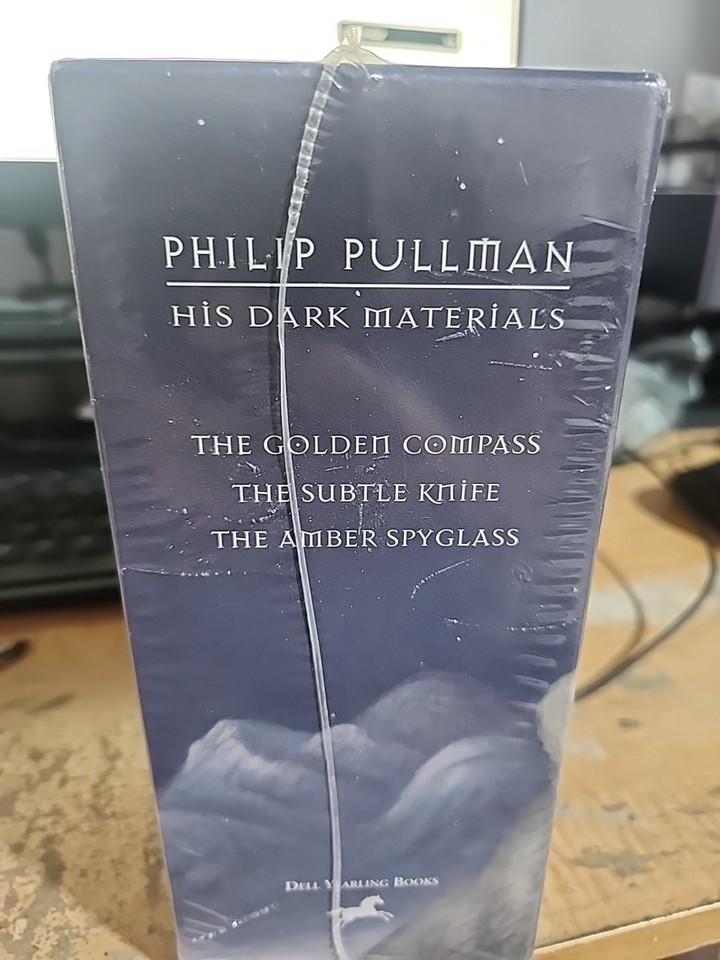 PHILIP PULLMAN
HIS DARK MATERIALS
THE GOLDEN COMPASS
THE SUBTLE KNIFE
THE AMBER SPYGLASS
DELL YEARLING BOOKS